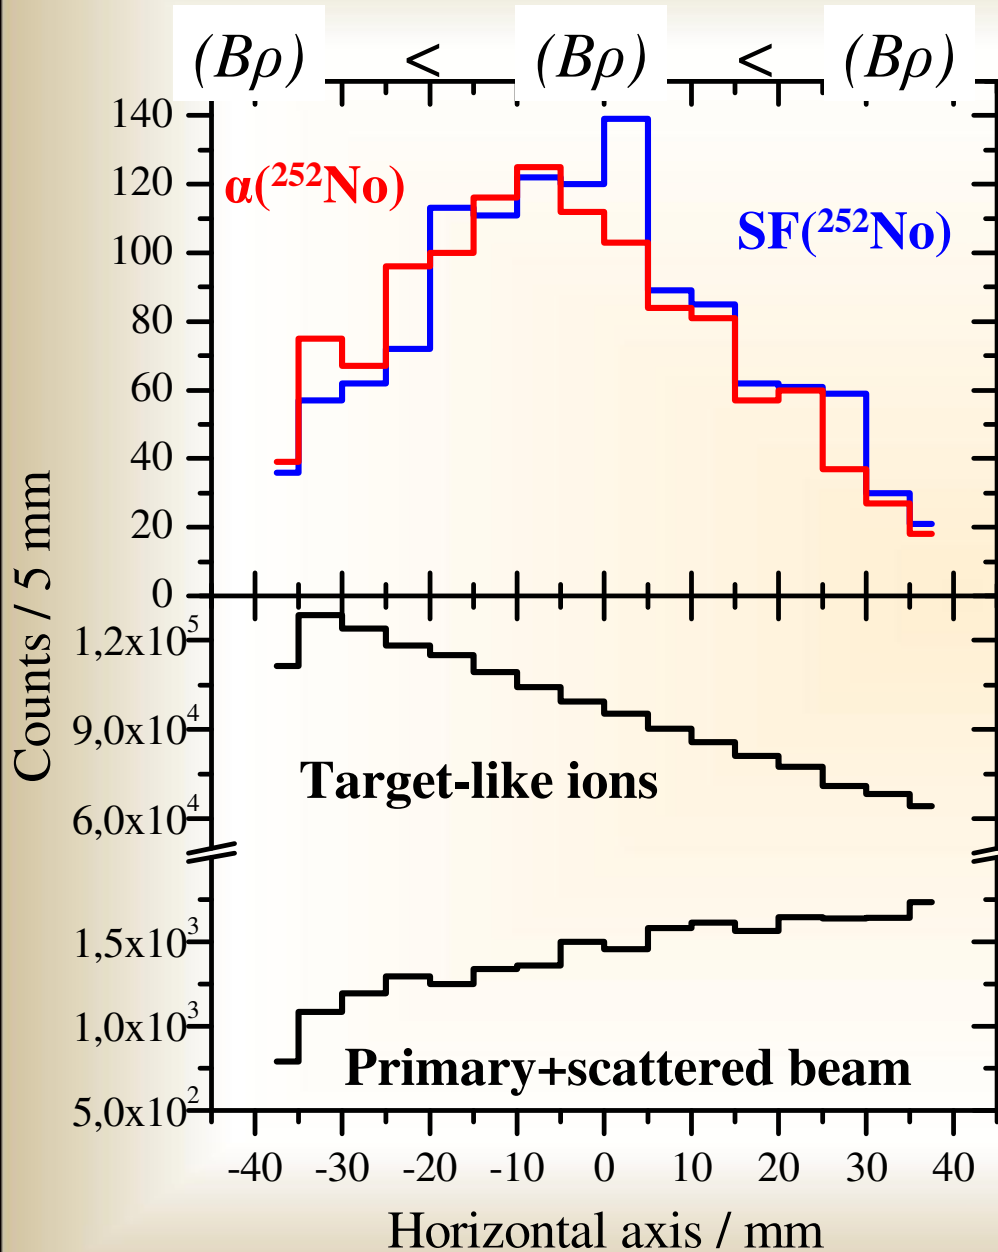 (Bρ) < (Bρ) < (Bρ)
140
120
100
80
60
40
20
0
α(²⁵²No)
SF(²⁵²No)
Counts / 5 mm
1,2x10⁵
9,0x10⁴
6,0x10⁴
Target-like ions
1,5x10³
1,0x10³
5,0x10²
Primary+scattered beam
-40 -30 -20 -10 0 10 20 30 40
Horizontal axis / mm